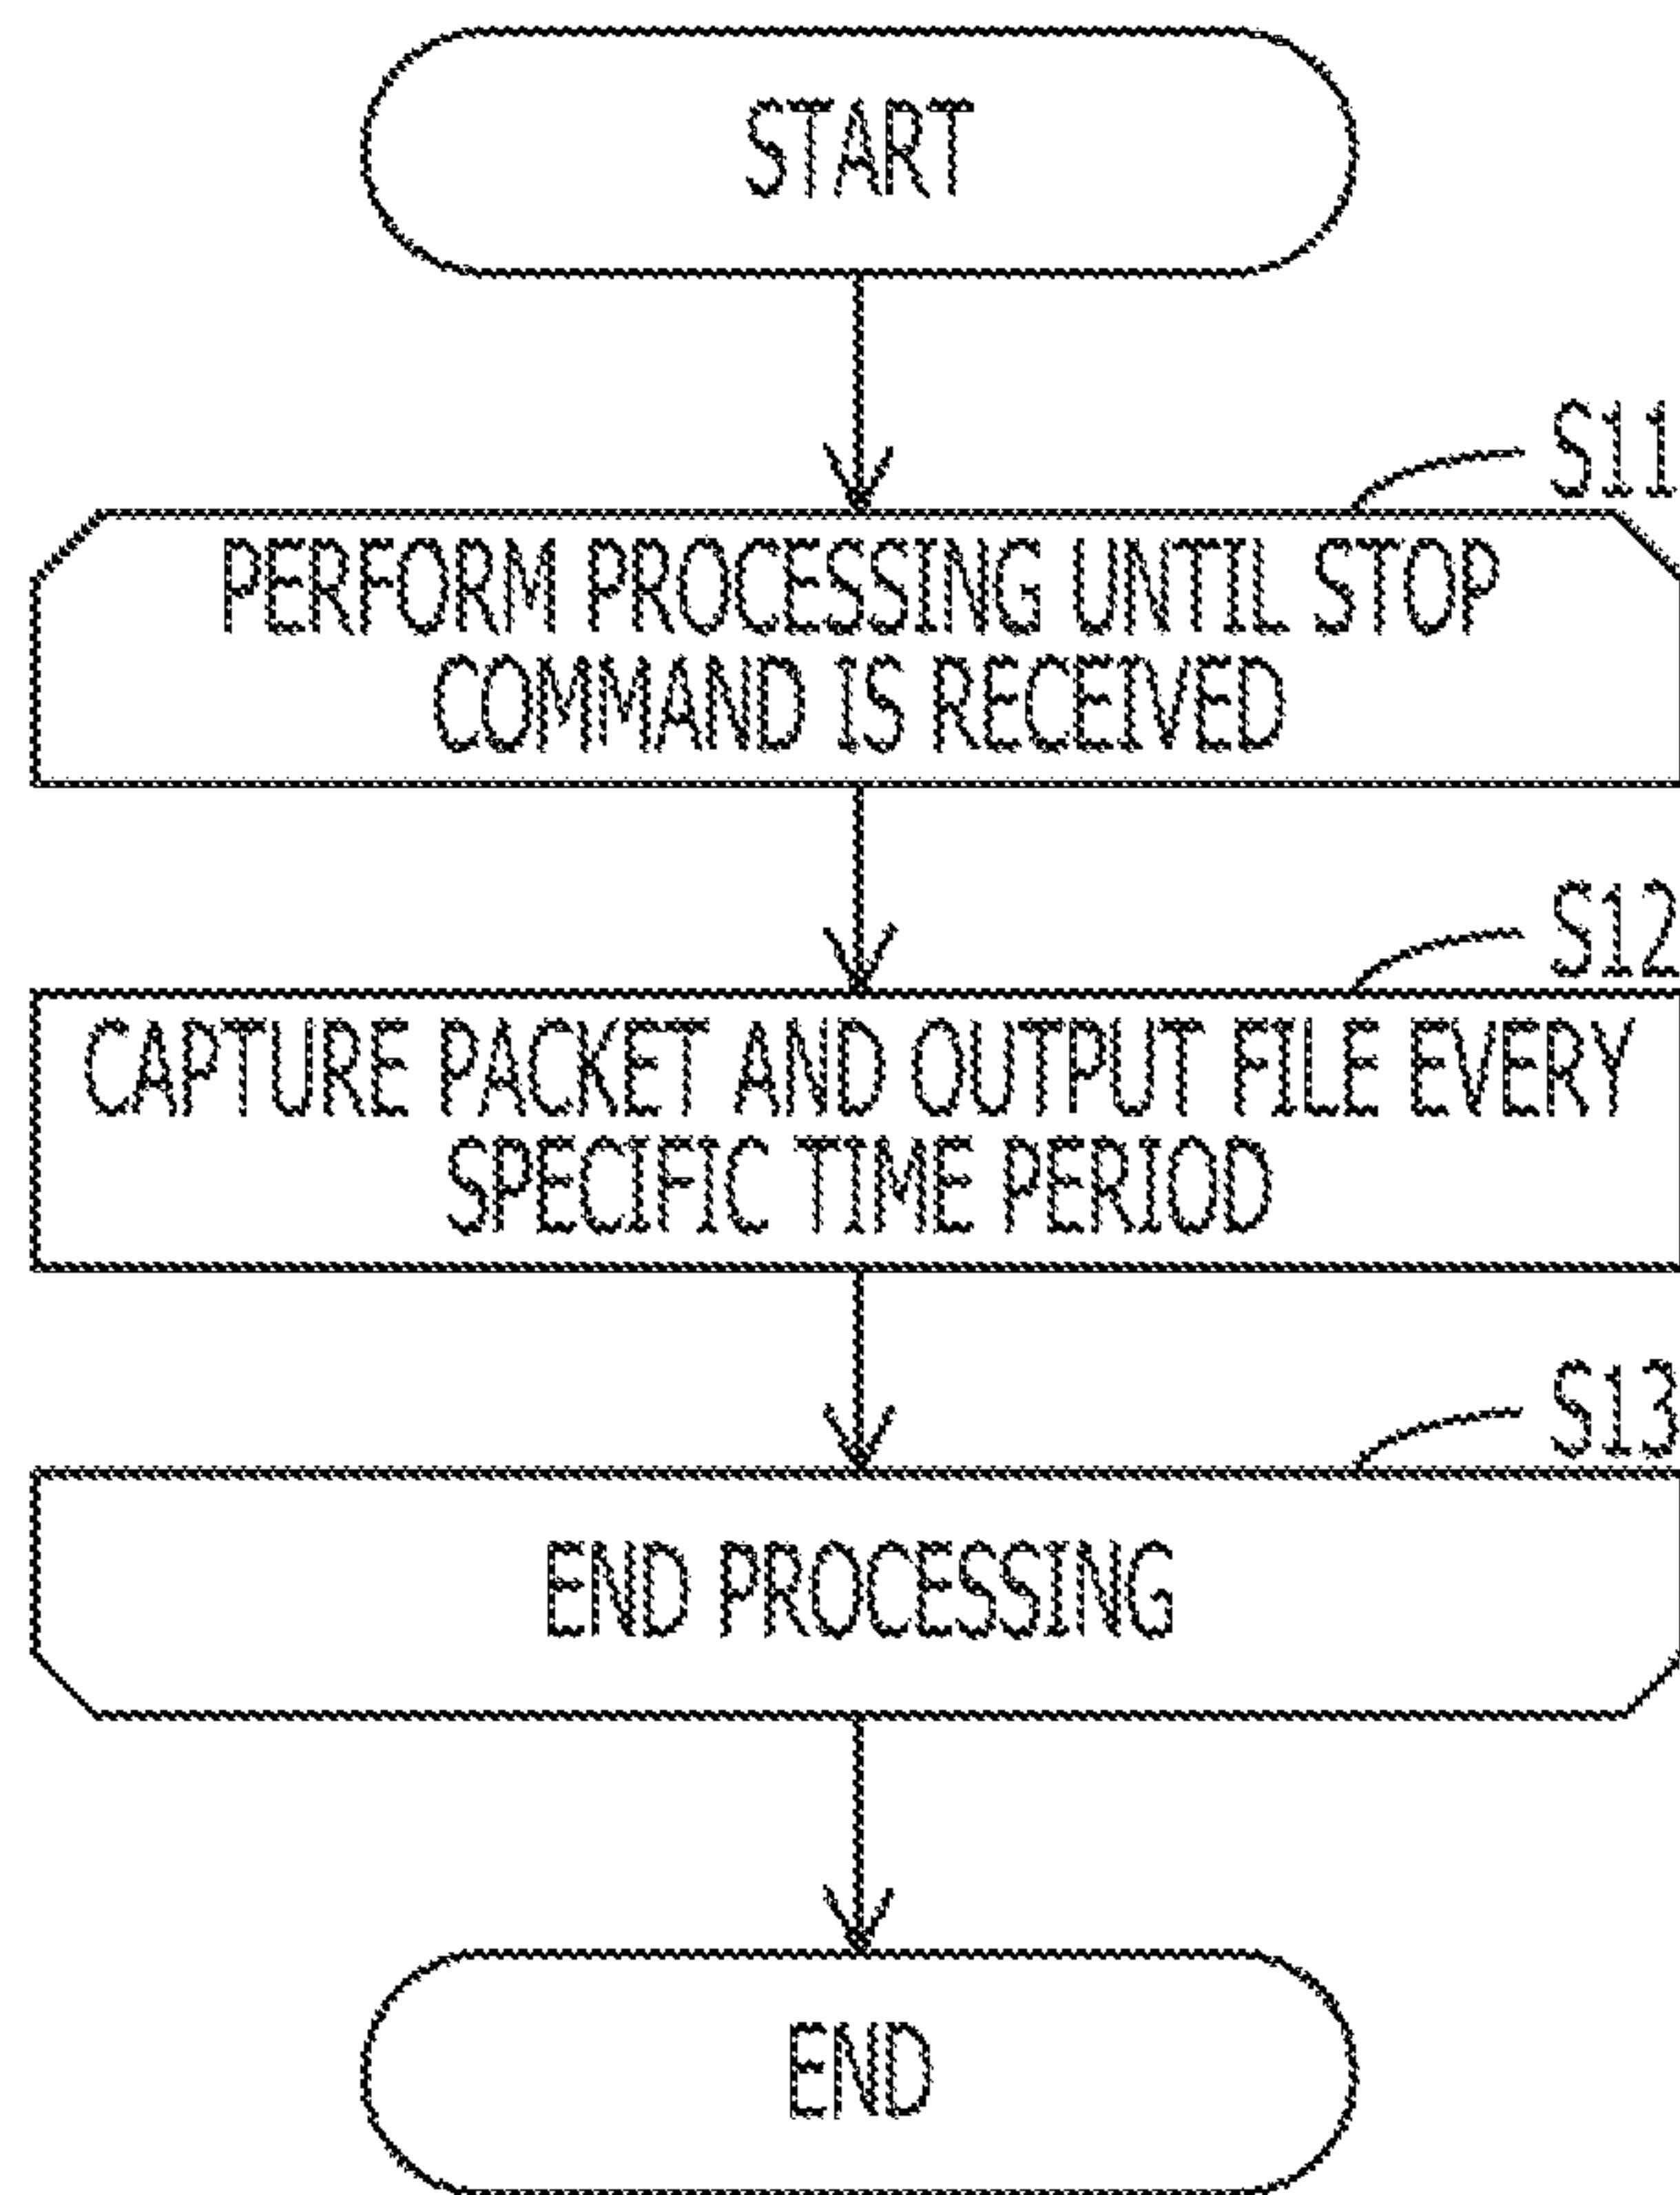 START
S11
PERFORM PROCESSING UNTIL STOP
COMMAND IS RECEIVED
S12
CAPTURE PACKET AND OUTPUT FILE EVERY
SPECIFIC TIME PERIOD
S13
END PROCESSING
END